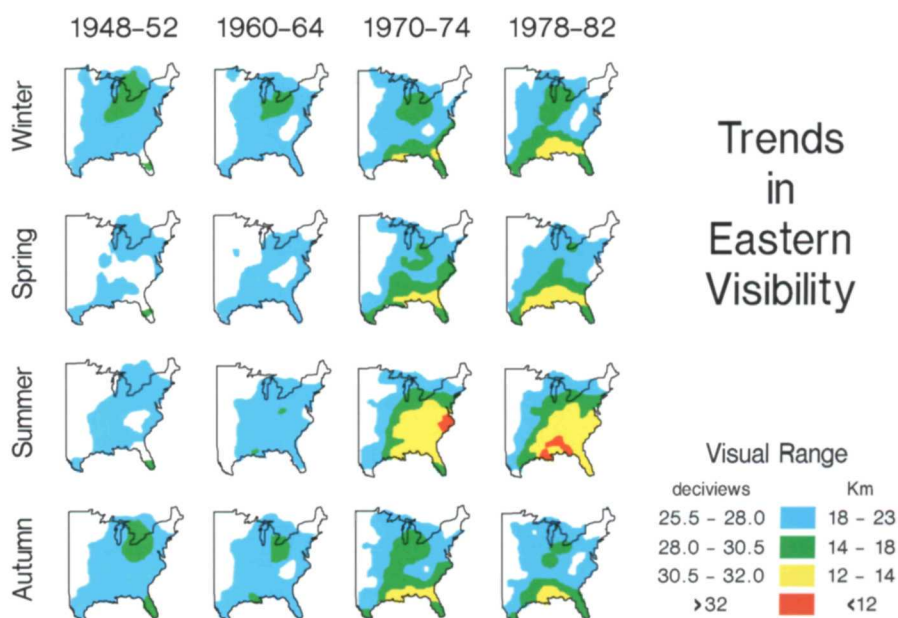 1948–52 1960–64 1970–74 1978–82
Winter
Spring
Summer
Autumn
Trends
in
Eastern
Visibility
Visual Range
deciviews Km
25.5 – 28.0 18 – 23
28.0 – 30.5 14 – 18
30.5 – 32.0 12 – 14
>32 <12